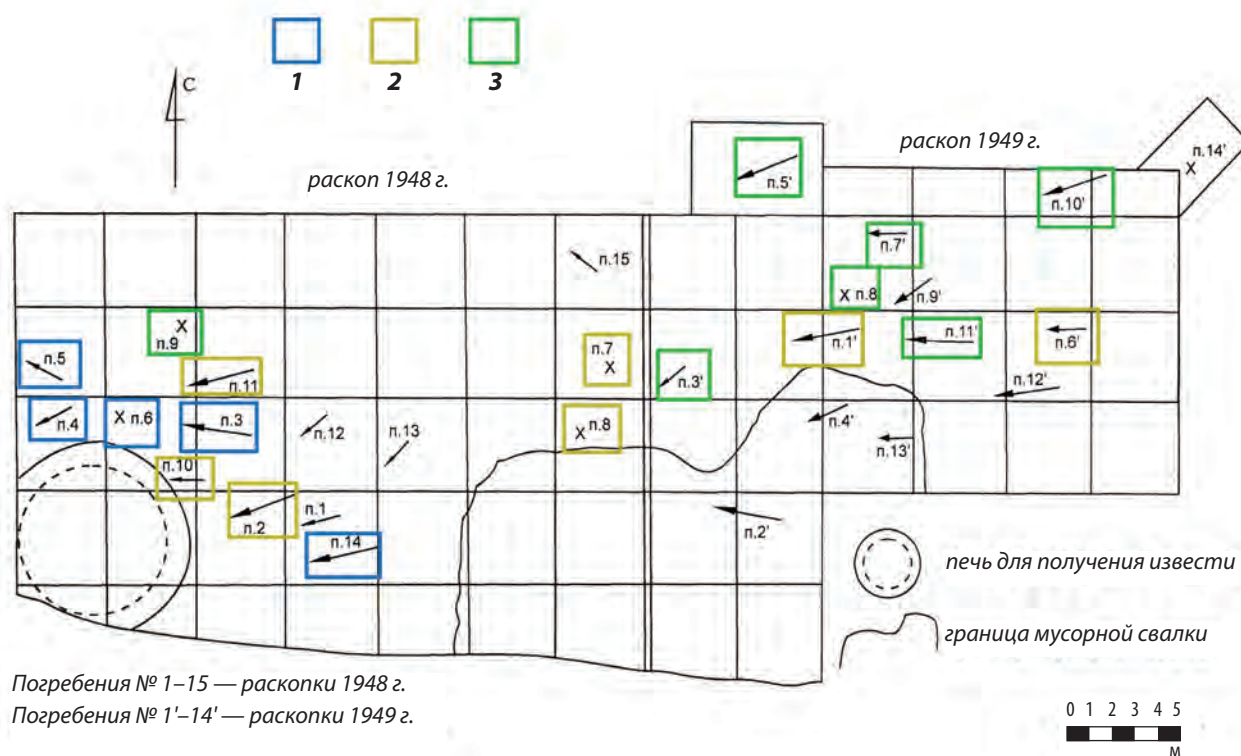 1 2 3
С
раскоп 1949 г.
раскоп 1948 г.
п.14'
п.5'
п.10'
п.7'
п.15
п.9'
п.8
п.9
п.11'
п.6'
п.1'
п.7
п.5
п.11
п.3'
п.12'
п.4
п.6
п.3
п.12
п.13
п.8
п.4'
п.13'
п.10
п.2
п.1
п.2'
п.14
печь для получения извести
граница мусорной свалки
Погребения № 1–15 — раскопки 1948 г.
Погребения № 1'–14' — раскопки 1949 г.
0 1 2 3 4 5
м